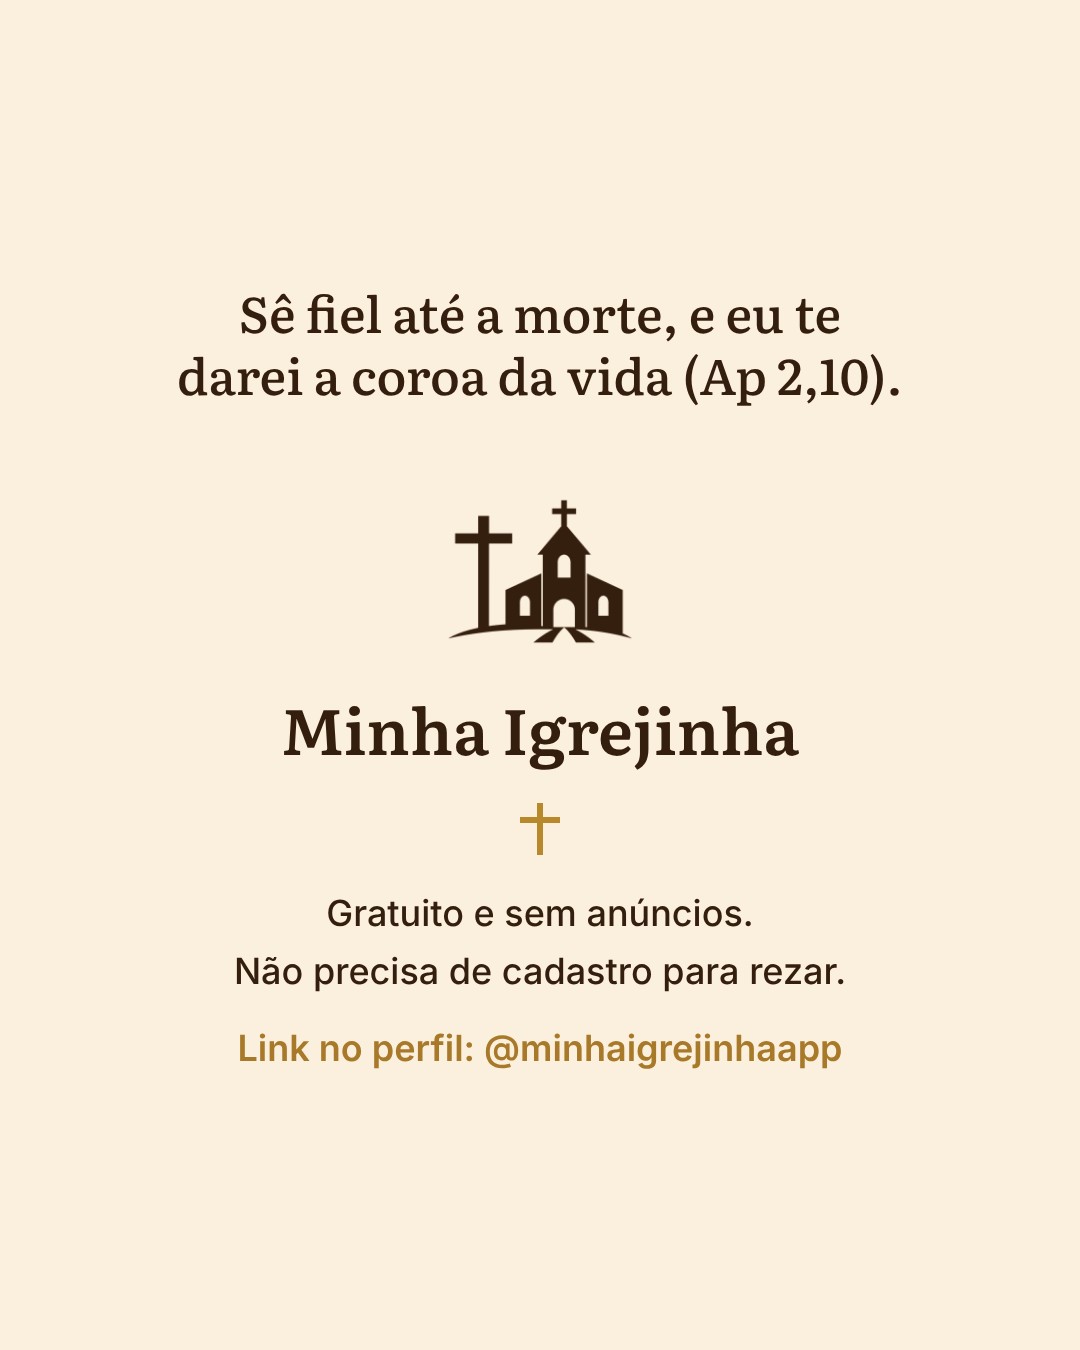 Sê fiel até a morte, e eu te
darei a coroa da vida (Ap 2,10).
Minha Igrejinha
Gratuito e sem anúncios.
Não precisa de cadastro para rezar.
Link no perfil: @minhaigrejinhaapp